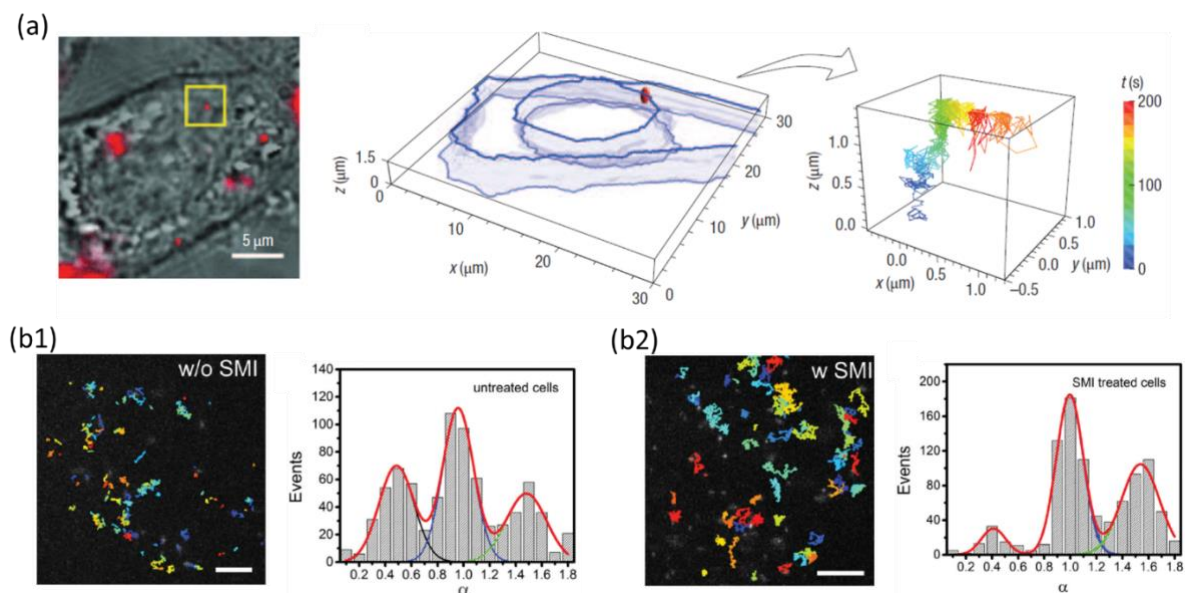 (a)
5 μm
z (μm)
1.5
0
0
10
20
30
x (μm)
0
10
20
30
y (μm)
z (μm)
1.0
0.5
0.0
0.0
0.5
1.0
x (μm)
1.0
0.5
0.0
−0.5
y (μm)
t (s)
200
100
0
(b1)
w/o SMI
untreated cells
Events
140
120
100
80
60
40
20
0
0.2 0.4 0.6 0.8 1.0 1.2 1.4 1.6 1.8
α
(b2)
w SMI
SMI treated cells
Events
200
160
120
80
40
0
0.2 0.4 0.6 0.8 1.0 1.2 1.4 1.6 1.8
α